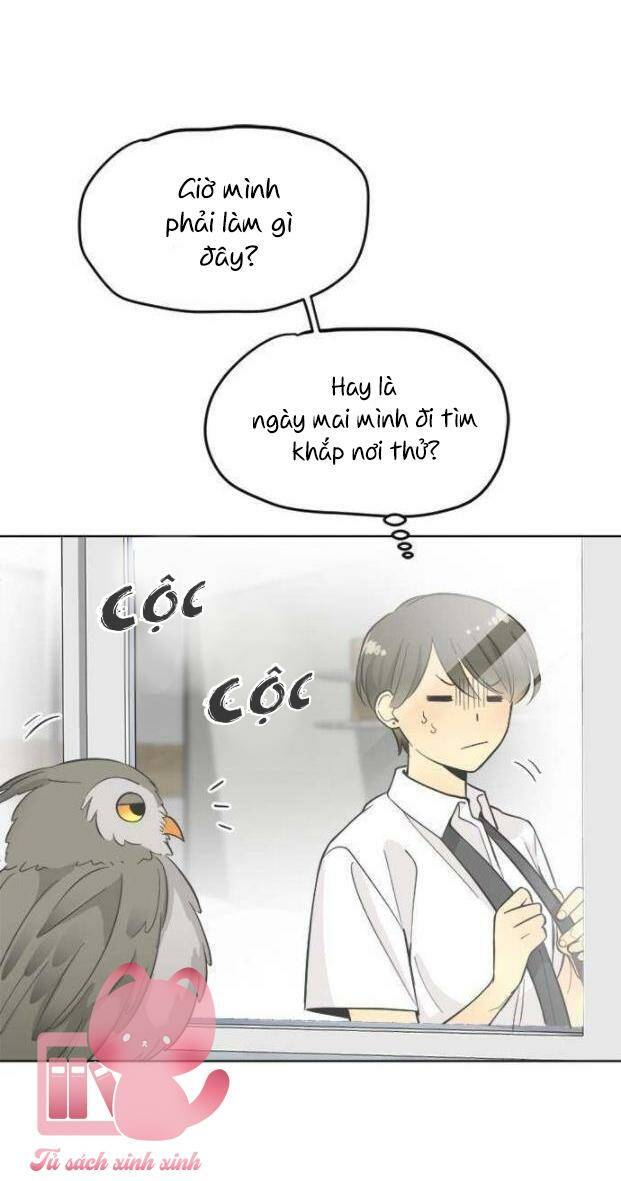 Giờ mình
phải làm gì
đây?
Hay là
ngày mai mình đi tìm
khắp nơi thử?
CỘC
CỘC
Tủ sách xinh xinh